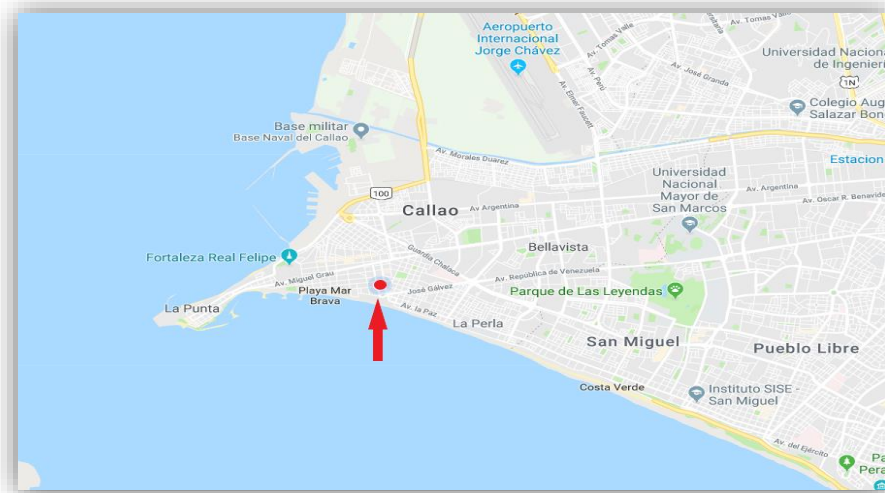 Aeropuerto
Internacional
Jorge Chávez
Av. Tomas Valle
Av. Tomas V
Universidad Naciona
de Ingenierí
1N
Av. José Granda
Av. Perú
Av. Elmer Faucett
Colegio Aug
Salazar Bon
Base militar
Base Naval del Callao
Av. Morales Duarez
Estacion
Universidad
Nacional
Mayor de
San Marcos
100
Av. Argentina
Av. Oscar R. Benavide
Callao
Av Argentina
Guardia Chalaca
Bellavista
Fortaleza Real Felipe
Av. Miguel Grau
Av. República de Venezuela
Playa Mar
Brava
José Gálvez
Parque de Las Leyendas
La Punta
Av. la Paz
La Perla
San Miguel
Pueblo Libre
Costa Verde
Instituto SISE -
San Miguel
Av. del Ejército
Pa
Pera